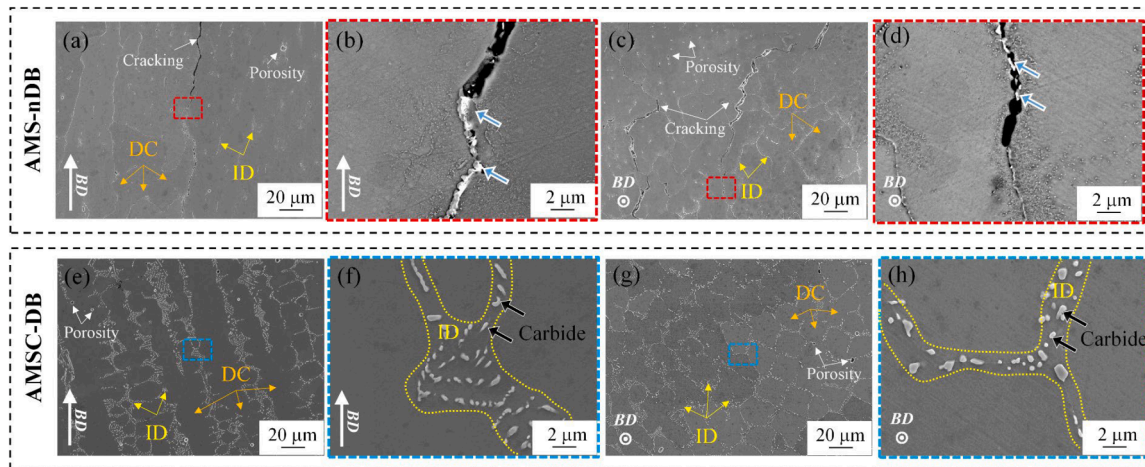 AMS-nDB
(a)
Cracking
Porosity
DC
ID
BD
20 μm
(b)
BD
2 μm
(c)
Porosity
Cracking
DC
ID
BD
20 μm
(d)
BD
2 μm
AMSC-DB
(e)
Porosity
DC
ID
BD
20 μm
(f)
ID
Carbide
BD
2 μm
(g)
DC
Porosity
ID
BD
20 μm
(h)
ID
Carbide
BD
2 μm